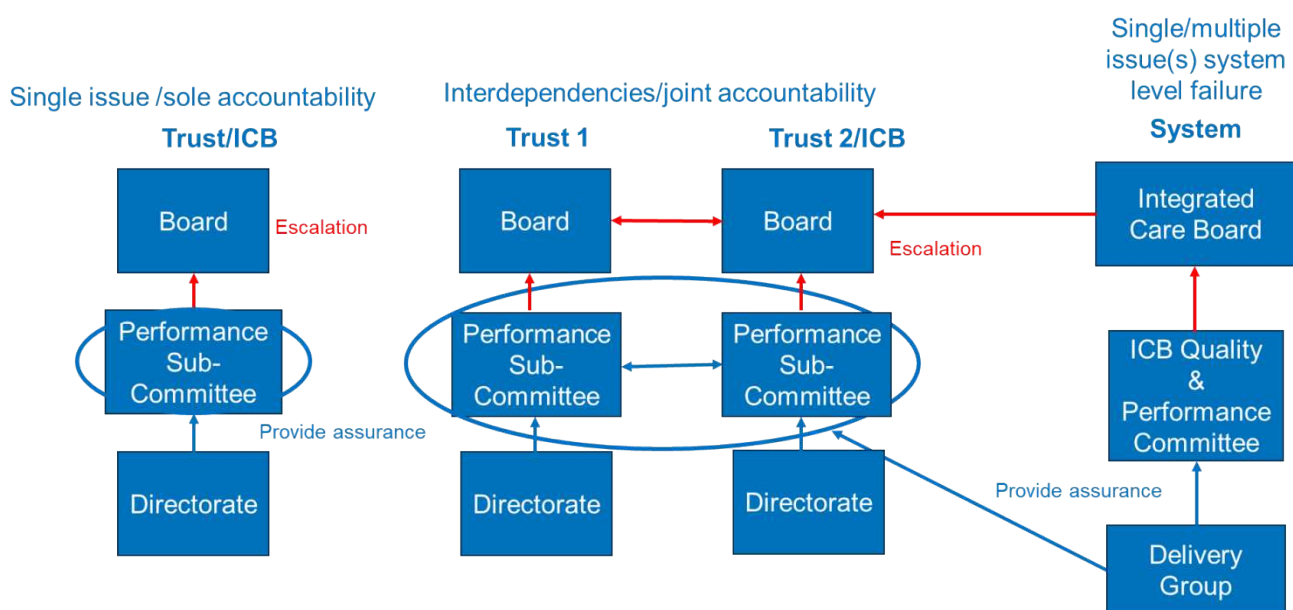 Single issue /sole accountability
Trust/ICB
Board
Escalation
Performance
Sub-
Committee
Provide assurance
Directorate
Interdependencies/joint accountability
Trust 1
Trust 2/ICB
Board
Board
Escalation
Performance
Sub-
Committee
Performance
Sub-
Committee
Directorate
Directorate
Single/multiple
issue(s) system
level failure
System
Integrated
Care Board
ICB Quality
&
Performance
Committee
Provide assurance
Delivery
Group